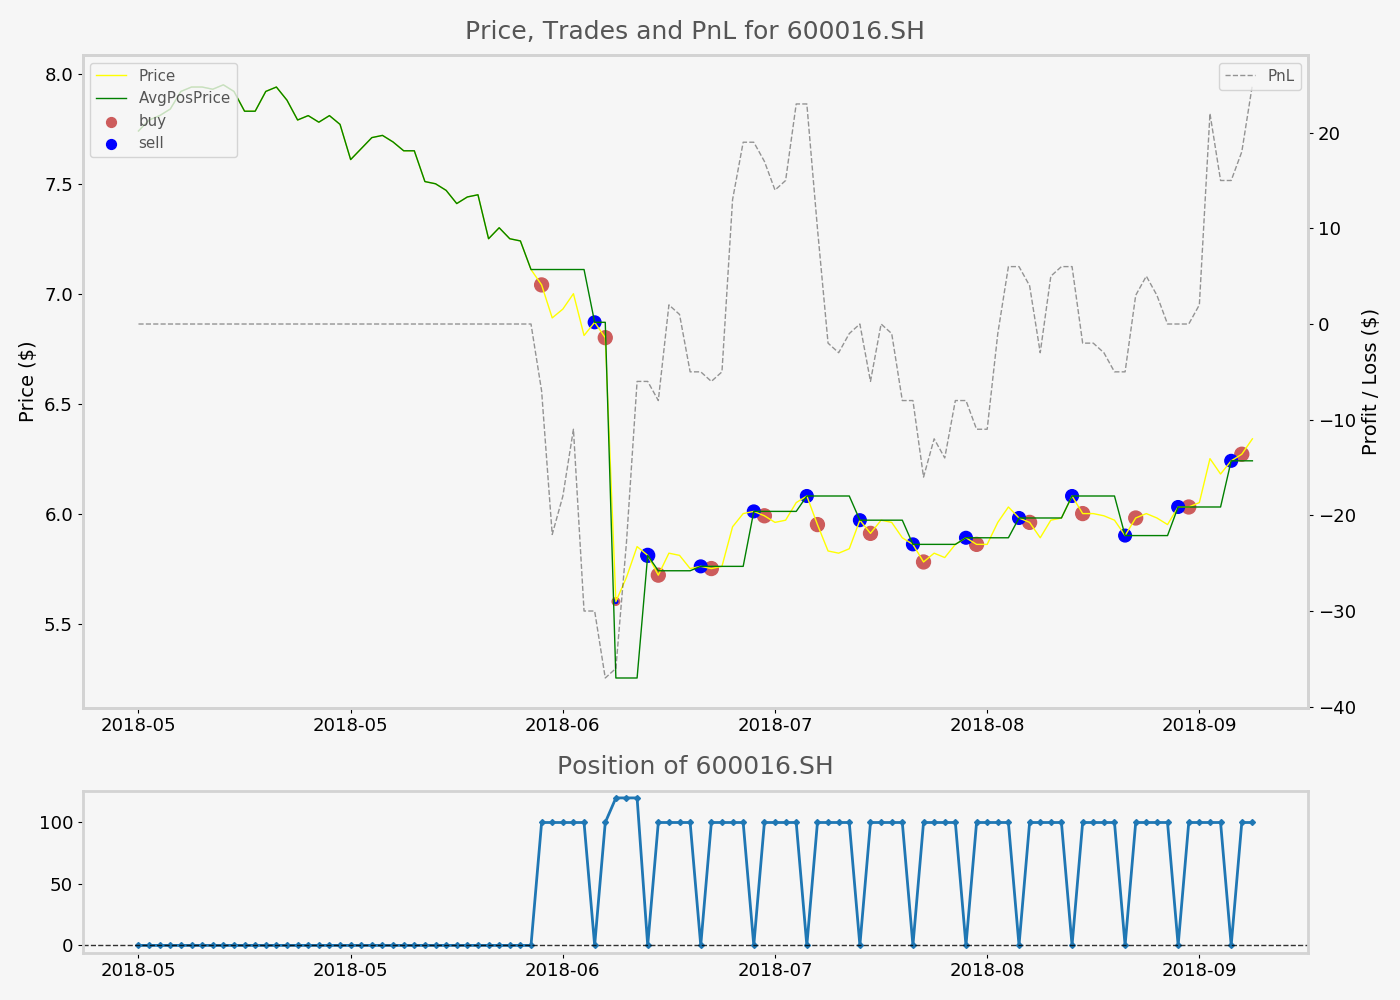 Price, Trades and PnL for 600016.SH
Price
AvgPosPrice
buy
sell
PnL
8.0
7.5
7.0
6.5
6.0
5.5
Price ($)
20
10
0
−10
−20
−30
−40
Profit / Loss ($)
2018-05 2018-05 2018-06 2018-07 2018-08 2018-09
Position of 600016.SH
100
50
0
2018-05 2018-05 2018-06 2018-07 2018-08 2018-09